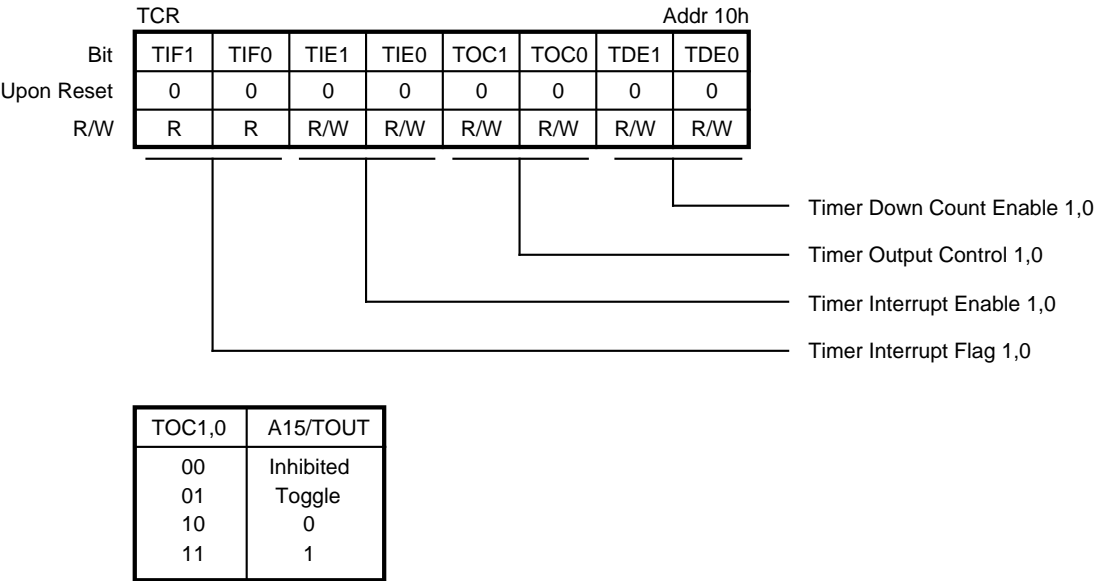 TCR Addr 10h
Bit TIF1 TIF0 TIE1 TIE0 TOC1 TOC0 TDE1 TDE0
Upon Reset 0 0 0 0 0 0 0 0
R/W R R R/W R/W R/W R/W R/W R/W
Timer Down Count Enable 1,0
Timer Output Control 1,0
Timer Interrupt Enable 1,0
Timer Interrupt Flag 1,0
TOC1,0 A15/TOUT
00 Inhibited
01 Toggle
10 0
11 1